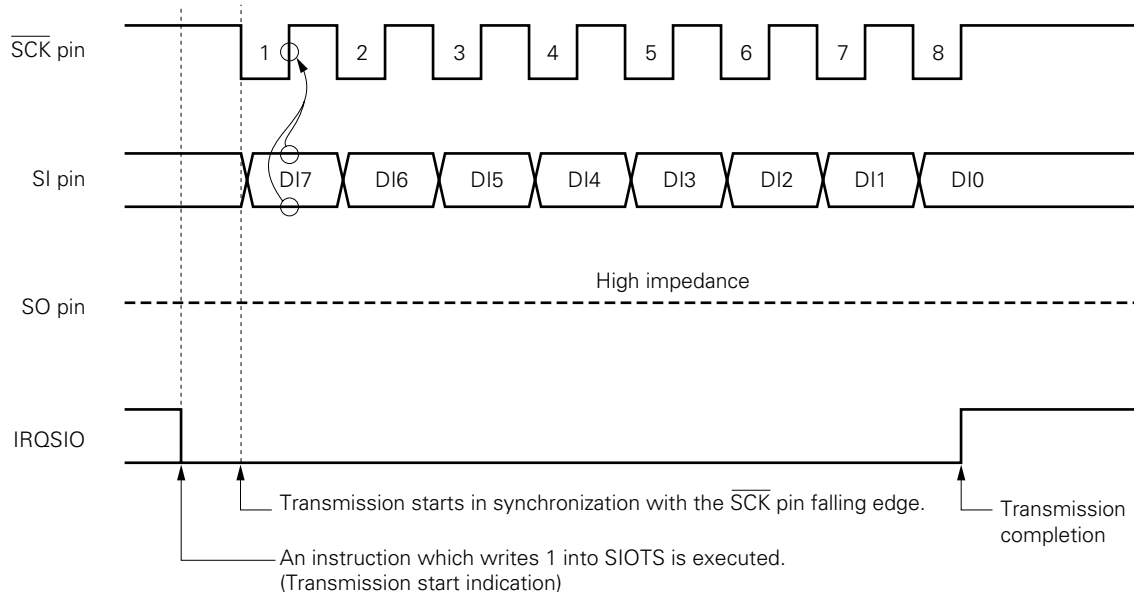 SCK pin
1 2 3 4 5 6 7 8
SI pin
DI7 DI6 DI5 DI4 DI3 DI2 DI1 DI0
High impedance
SO pin
IRQSIO
Transmission starts in synchronization with the SCK pin falling edge.
Transmission
completion
An instruction which writes 1 into SIOTS is executed.
(Transmission start indication)